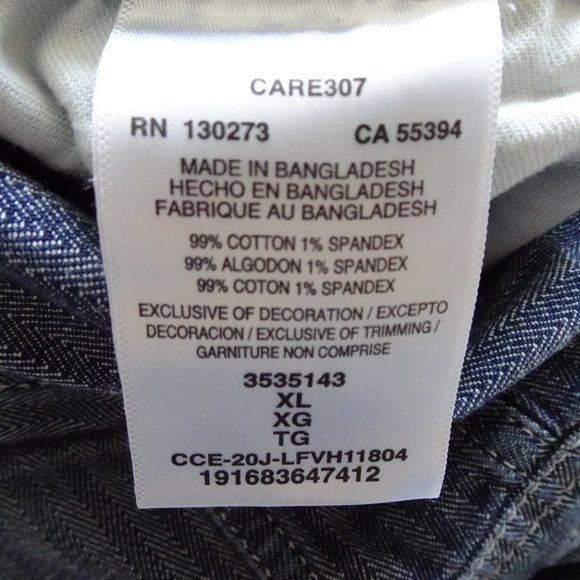 CARE307
RN 130273 CA 55394
MADE IN BANGLADESH
HECHO EN BANGLADESH
FABRIQUE AU BANGLADESH
99% COTTON 1% SPANDEX
99% ALGODON 1% SPANDEX
99% COTON 1% SPANDEX
EXCLUSIVE OF DECORATION / EXCEPTO
DECORACION / EXCLUSIVE OF TRIMMING /
GARNITURE NON COMPRISE
3535143
XL
XG
TG
CCE-20J-LFVH11804
191683647412